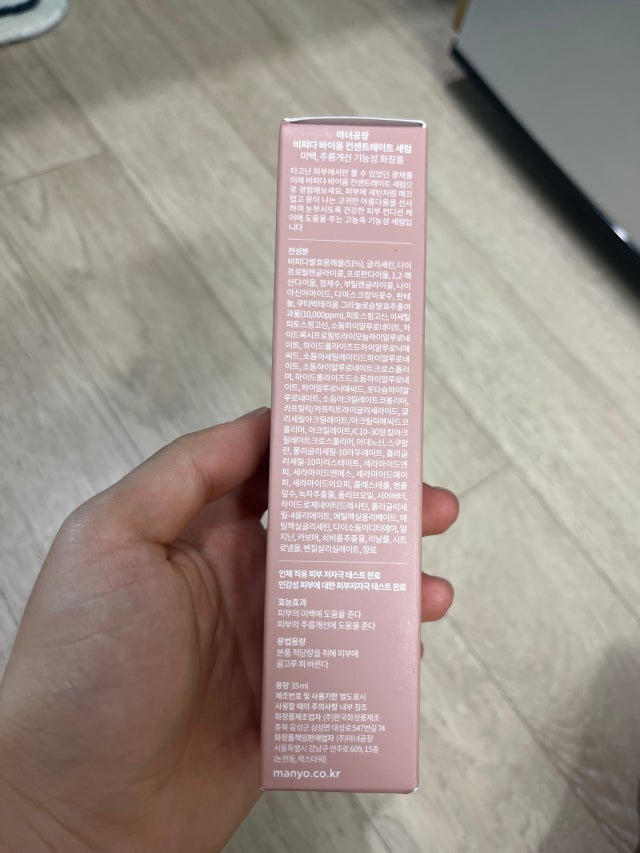 마녀공장
비피다 바이옴 컨센트레이트 세럼
미백, 주름개선 기능성 화장품
타고난 피부에서만 볼 수 있었던 광채를
이제 비피다 바이옴 컨센트레이트 세럼으
로 경험해보세요. 피부에 새틴처럼 매끄
럽고 윤이 나는 고귀한 아름다움을 선사
하여 눈부시도록 건강한 피부 컨디션 케
어에 도움을 주는 고농축 기능성 세럼입
니다
전성분
비피다발효용해물(51%), 글리세린, 다이
프로필렌글라이콜, 프로판다이올, 1,2-헥
산다이올, 정제수, 부틸렌글라이콜, 나이
아신아마이드, 다마스크장미꽃수, 판테
놀, 쿠티박테리움 그라눌로숨발효추출여
과물(10,000ppm), 피토스핑고신, 아세틸
피토스핑고신, 소듐하이알루로네이트, 하
이드록시프로필트라이모늄하이알루로네
이트, 하이드롤라이즈드하이알루로닉애
씨드, 소듐아세틸레이티드하이알루로네
이트, 소듐하이알루로네이트크로스폴리
머, 하이드롤라이즈드소듐하이알루로네
이트, 하이알루로닉애씨드, 포타슘하이알
루로네이트, 소듐아크릴레이트코폴리머,
카프릴릭/카프릭트라이글리세라이드, 글
리세릴아크릴레이트/아크릴릭애씨드코
폴리머, 아크릴레이트/C10-30알킬아크
릴레이트크로스폴리머, 아데노신, 스쿠알
란, 폴리글리세릴-10라우레이트, 폴리글
리세릴-10미리스테이트, 세라마이드엔
피, 세라마이드엔에스, 세라마이드에이
피, 세라마이드이오피, 콜레스테롤, 병풀
잎수, 녹차추출물, 올리브오일, 시어버터,
하이드로제네이티드레시틴, 폴리글리세
릴-4올리에이트, 에틸헥실올리베이트, 에
틸헥실글리세린, 다이소듐이디티에이, 알
지닌, 카보머, 쇠비름추출물, 리날룰, 시트
로넬올, 벤질살리실레이트, 향료
인체 적용 피부 저자극 테스트 완료
민감성 피부에 대한 피부저자극 테스트 완료
효능효과
피부의 미백에 도움을 준다
피부의 주름개선에 도움을 준다
용법용량
본품 적당량을 취해 피부에
골고루 펴 바른다
용량 35ml
제조번호 및 사용기한 별도표시
사용할 때의 주의사항 내부 참조
화장품제조업자 (주)한국화장품제조
충북 음성군 삼성면 대성로 547번길 74
화장품책임판매업자 (주)마녀공장
서울특별시 강남구 언주로 609, 15층
(논현동, 팍스타워)
manyo.co.kr